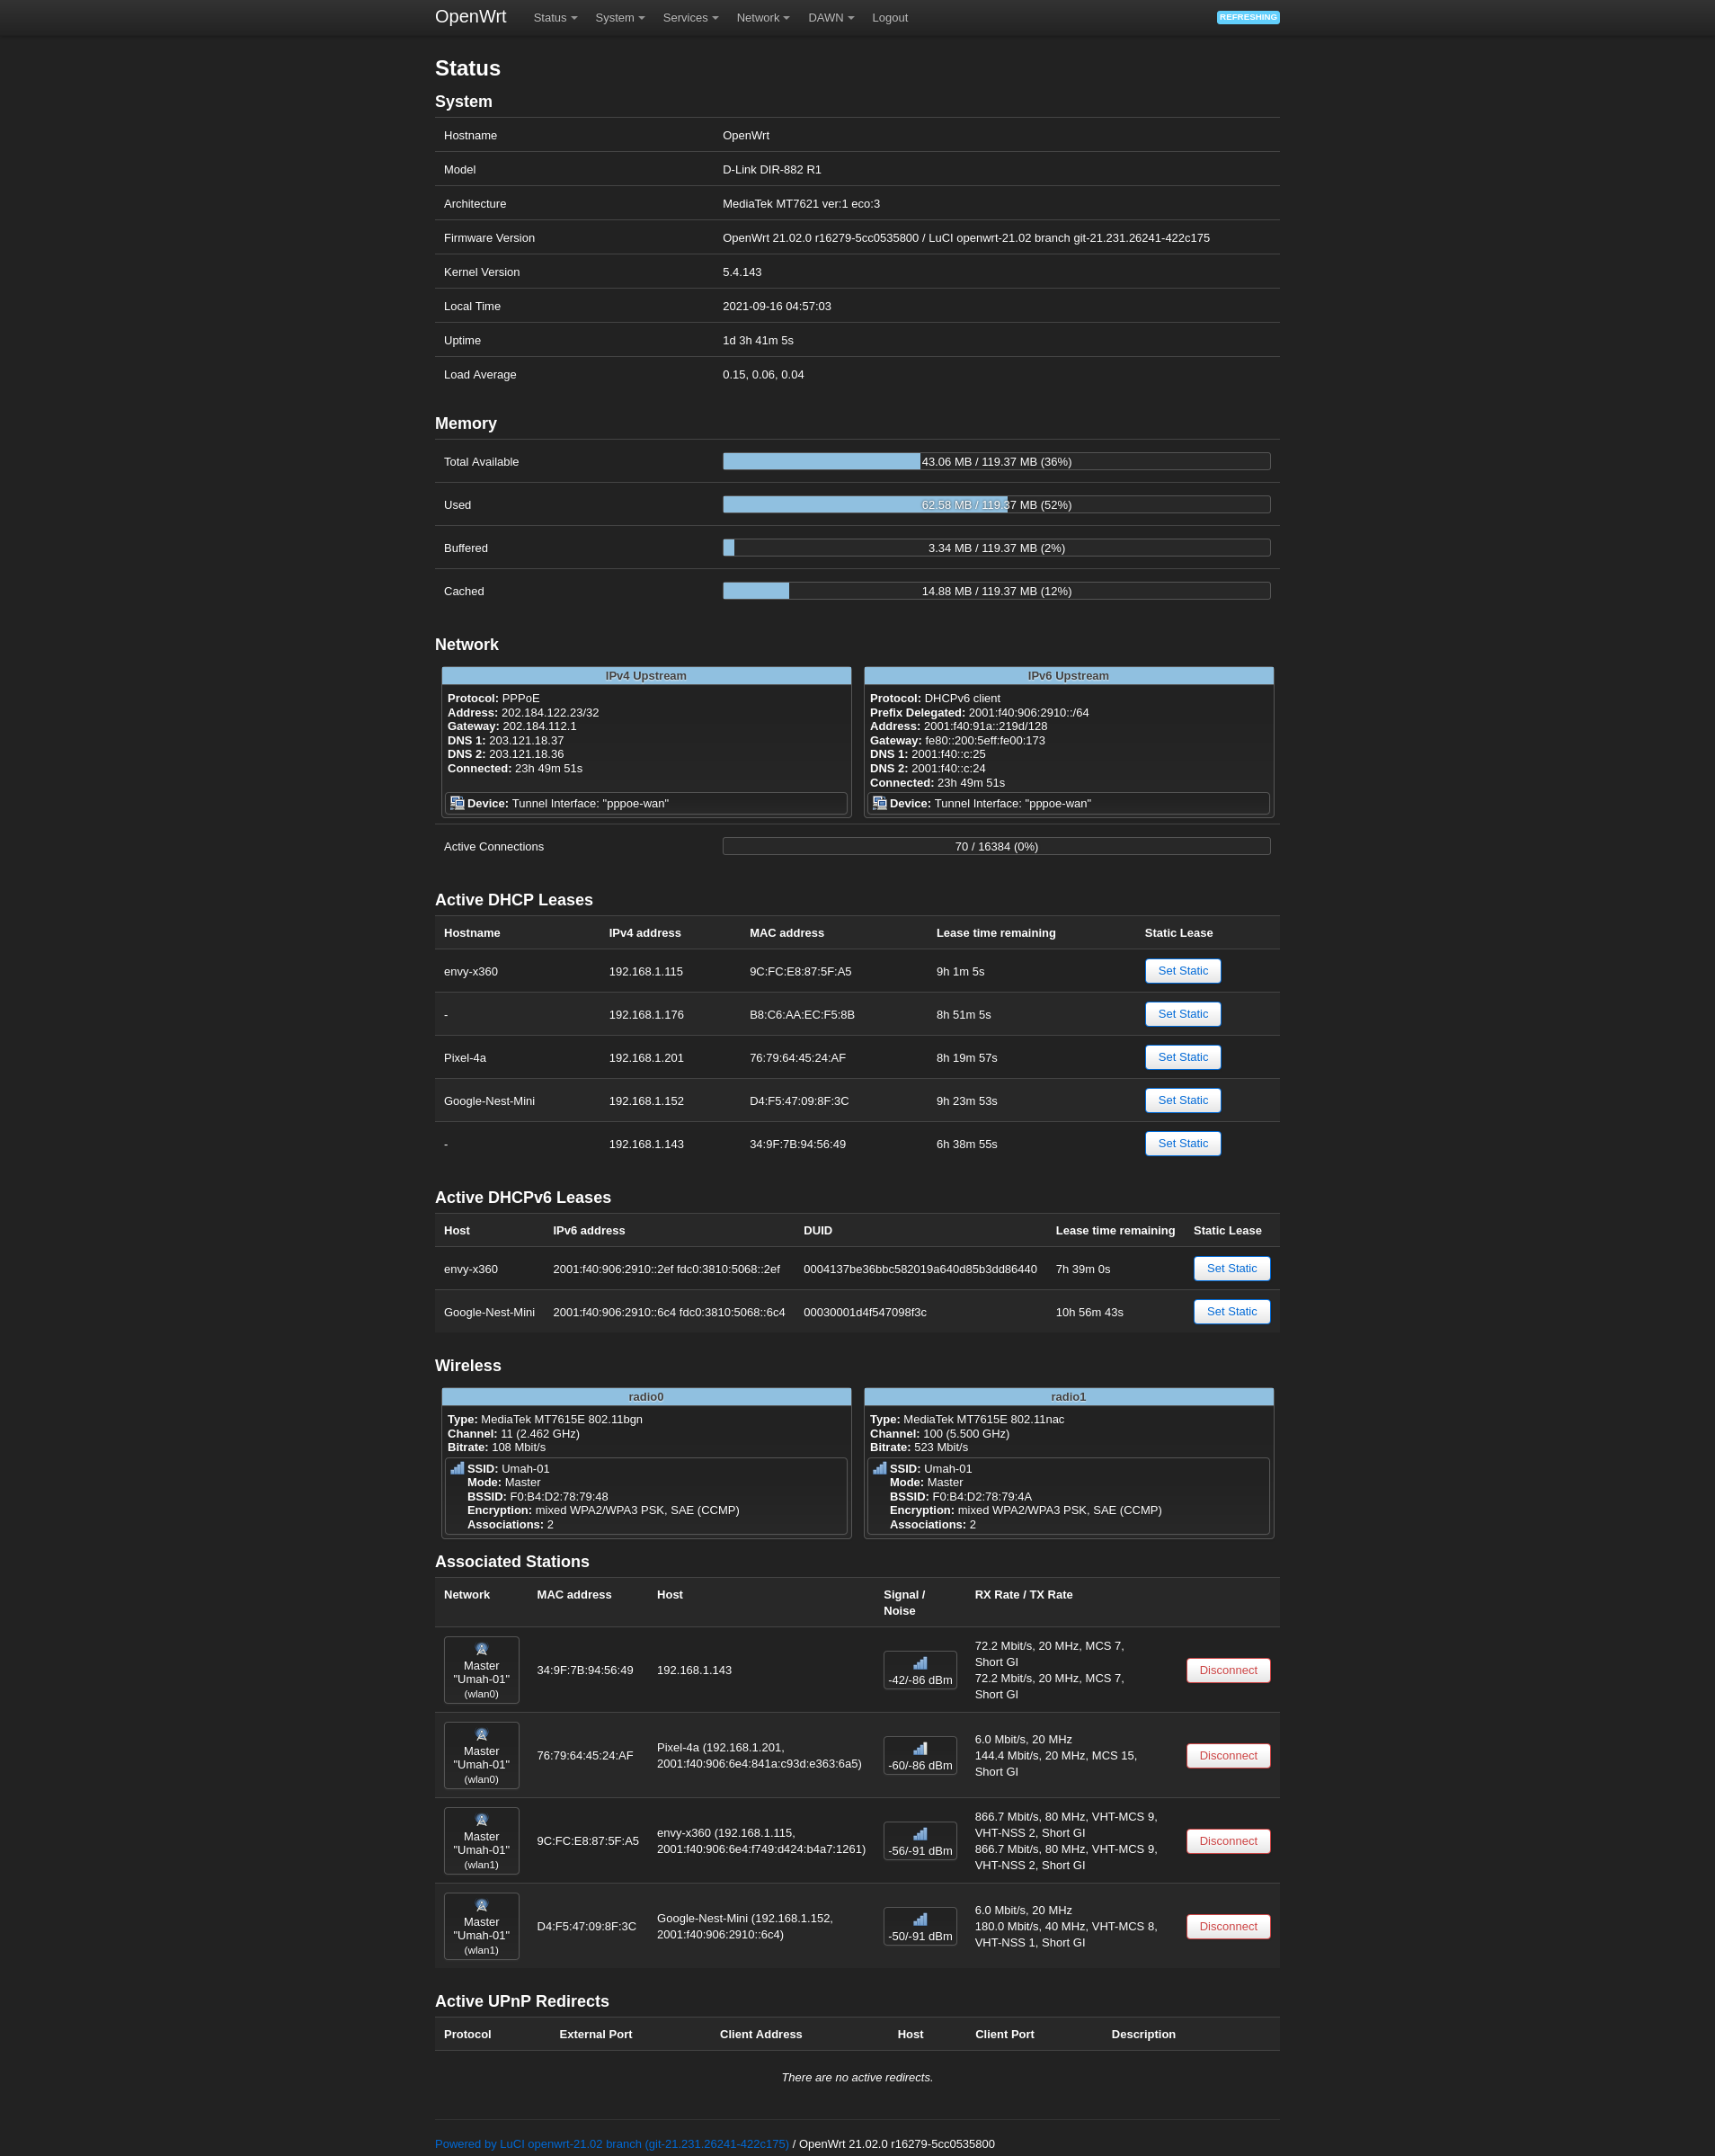 OpenWrt Status System Services Network DAWN Logout REFRESHING
Status
System
Hostname OpenWrt
Model D-Link DIR-882 R1
Architecture MediaTek MT7621 ver:1 eco:3
Firmware Version OpenWrt 21.02.0 r16279-5cc0535800 / LuCI openwrt-21.02 branch git-21.231.26241-422c175
Kernel Version 5.4.143
Local Time 2021-09-16 04:57:03
Uptime 1d 3h 41m 5s
Load Average 0.15, 0.06, 0.04
Memory
Total Available 43.06 MB / 119.37 MB (36%)
Used 62.58 MB / 119.37 MB (52%)
Buffered 3.34 MB / 119.37 MB (2%)
Cached 14.88 MB / 119.37 MB (12%)
Network
IPv4 Upstream
Protocol: PPPoE
Address: 202.184.122.23/32
Gateway: 202.184.112.1
DNS 1: 203.121.18.37
DNS 2: 203.121.18.36
Connected: 23h 49m 51s
Device: Tunnel Interface: "pppoe-wan"
IPv6 Upstream
Protocol: DHCPv6 client
Prefix Delegated: 2001:f40:906:2910::/64
Address: 2001:f40:91a::219d/128
Gateway: fe80::200:5eff:fe00:173
DNS 1: 2001:f40::c:25
DNS 2: 2001:f40::c:24
Connected: 23h 49m 51s
Device: Tunnel Interface: "pppoe-wan"
Active Connections 70 / 16384 (0%)
Active DHCP Leases
Hostname IPv4 address MAC address Lease time remaining Static Lease
envy-x360 192.168.1.115 9C:FC:E8:87:5F:A5 9h 1m 5s Set Static
- 192.168.1.176 B8:C6:AA:EC:F5:8B 8h 51m 5s Set Static
Pixel-4a 192.168.1.201 76:79:64:45:24:AF 8h 19m 57s Set Static
Google-Nest-Mini 192.168.1.152 D4:F5:47:09:8F:3C 9h 23m 53s Set Static
- 192.168.1.143 34:9F:7B:94:56:49 6h 38m 55s Set Static
Active DHCPv6 Leases
Host IPv6 address DUID Lease time remaining Static Lease
envy-x360 2001:f40:906:2910::2ef fdc0:3810:5068::2ef 0004137be36bbc582019a640d85b3dd86440 7h 39m 0s Set Static
Google-Nest-Mini 2001:f40:906:2910::6c4 fdc0:3810:5068::6c4 00030001d4f547098f3c 10h 56m 43s Set Static
Wireless
radio0
Type: MediaTek MT7615E 802.11bgn
Channel: 11 (2.462 GHz)
Bitrate: 108 Mbit/s
SSID: Umah-01
Mode: Master
BSSID: F0:B4:D2:78:79:48
Encryption: mixed WPA2/WPA3 PSK, SAE (CCMP)
Associations: 2
radio1
Type: MediaTek MT7615E 802.11nac
Channel: 100 (5.500 GHz)
Bitrate: 523 Mbit/s
SSID: Umah-01
Mode: Master
BSSID: F0:B4:D2:78:79:4A
Encryption: mixed WPA2/WPA3 PSK, SAE (CCMP)
Associations: 2
Associated Stations
Network MAC address Host Signal / Noise RX Rate / TX Rate
Master "Umah-01" (wlan0) 34:9F:7B:94:56:49 192.168.1.143 -42/-86 dBm 72.2 Mbit/s, 20 MHz, MCS 7, Short GI 72.2 Mbit/s, 20 MHz, MCS 7, Short GI Disconnect
Master "Umah-01" (wlan0) 76:79:64:45:24:AF Pixel-4a (192.168.1.201, 2001:f40:906:6e4:841a:c93d:e363:6a5) -60/-86 dBm 6.0 Mbit/s, 20 MHz 144.4 Mbit/s, 20 MHz, MCS 15, Short GI Disconnect
Master "Umah-01" (wlan1) 9C:FC:E8:87:5F:A5 envy-x360 (192.168.1.115, 2001:f40:906:6e4:f749:d424:b4a7:1261) -56/-91 dBm 866.7 Mbit/s, 80 MHz, VHT-MCS 9, VHT-NSS 2, Short GI 866.7 Mbit/s, 80 MHz, VHT-MCS 9, VHT-NSS 2, Short GI Disconnect
Master "Umah-01" (wlan1) D4:F5:47:09:8F:3C Google-Nest-Mini (192.168.1.152, 2001:f40:906:2910::6c4) -50/-91 dBm 6.0 Mbit/s, 20 MHz 180.0 Mbit/s, 40 MHz, VHT-MCS 8, VHT-NSS 1, Short GI Disconnect
Active UPnP Redirects
Protocol External Port Client Address Host Client Port Description
There are no active redirects.
Powered by LuCI openwrt-21.02 branch (git-21.231.26241-422c175) / OpenWrt 21.02.0 r16279-5cc0535800